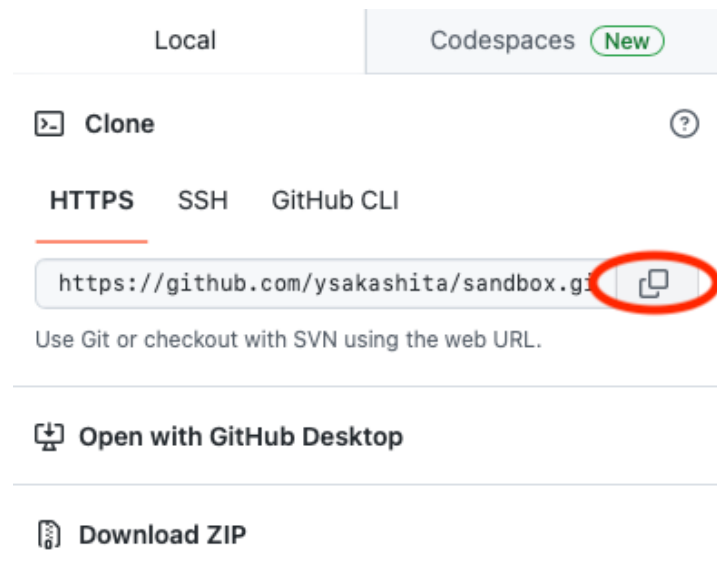 Local Codespaces New
Clone
HTTPS SSH GitHub CLI
https://github.com/ysakashita/sandbox.gi
Use Git or checkout with SVN using the web URL.
Open with GitHub Desktop
Download ZIP